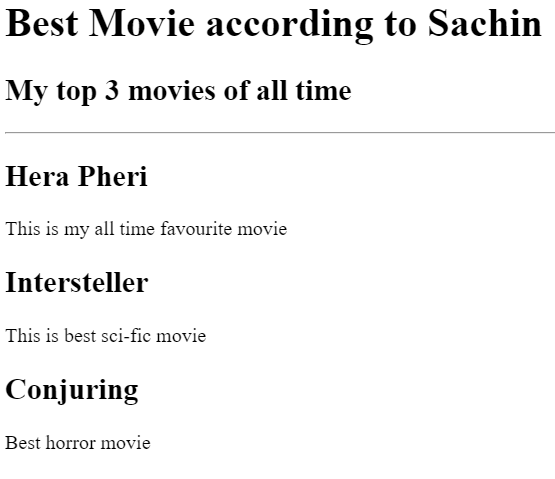 Best Movie according to Sachin
My top 3 movies of all time
Hera Pheri
This is my all time favourite movie
Intersteller
This is best sci-fic movie
Conjuring
Best horror movie